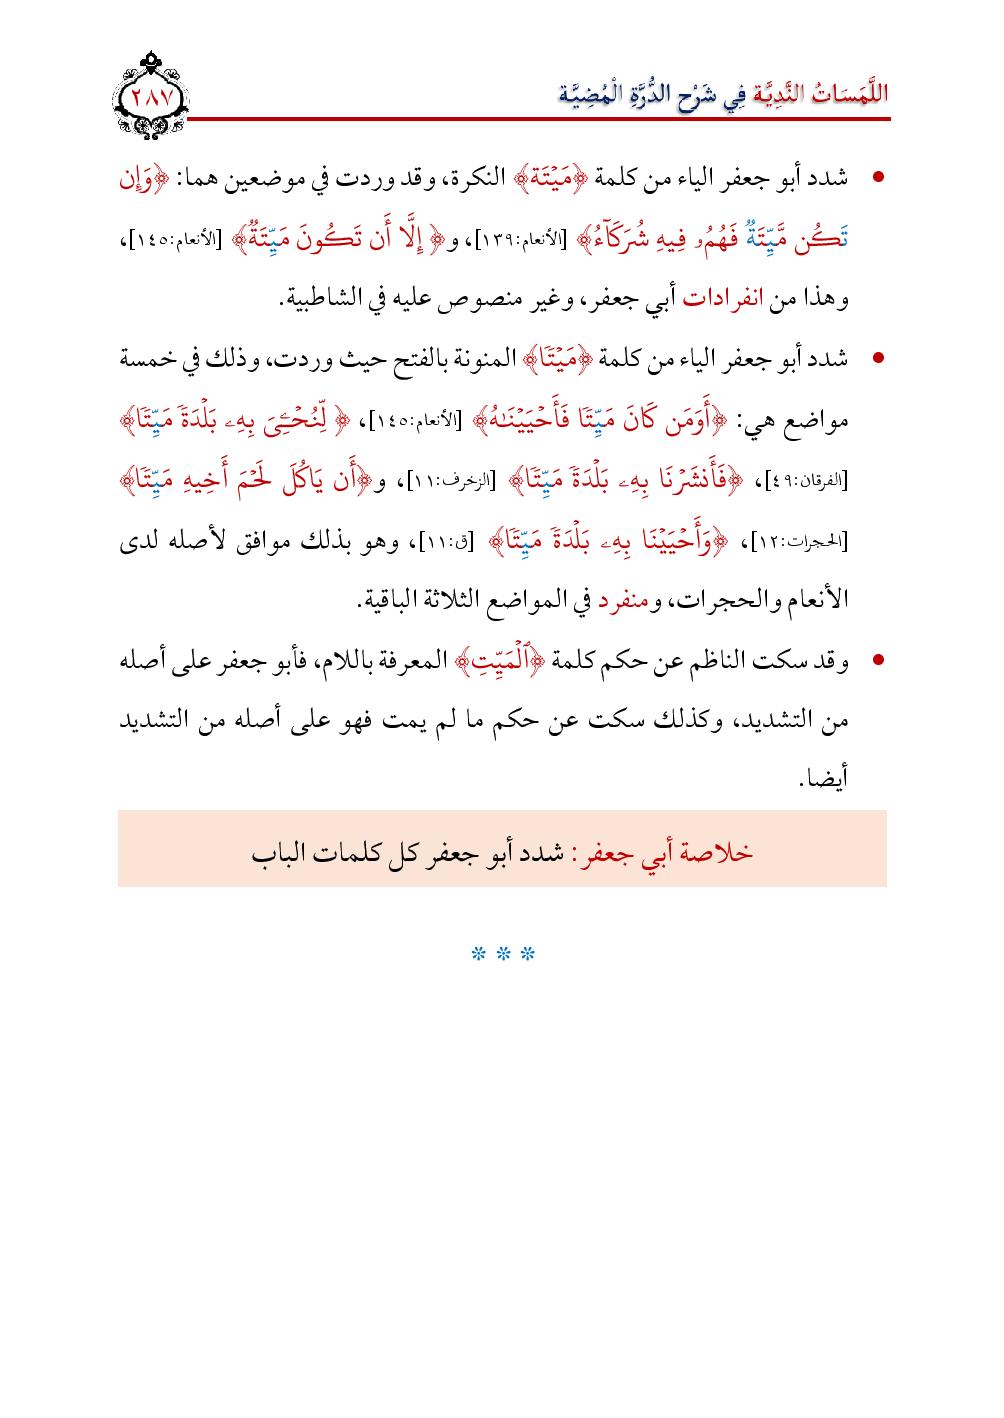 اللَّمَسَاتُ النَّدِيَّة فِي شَرْح الدُّرَّةِ الْمُضِيَّة
٢٨٧
• شدد أبو جعفر الياء من كلمة ﴿مَيۡتَة﴾ النكرة، وقد وردت في موضعين هما: ﴿وَإِن
تَكُن مَّيِّتَةٌ فَهُمُۥ فِيهِ شُرَكَآءُ﴾ [الأنعام:١٣٩]، و﴿ إِلَّا أَن تَكُونَ مَيِّتَةٌ﴾ [الأنعام:١٤٥]،
وهذا من انفرادات أبي جعفر، وغير منصوص عليه في الشاطبية.
• شدد أبو جعفر الياء من كلمة ﴿مَيۡتٗا﴾ المنونة بالفتح حيث وردت، وذلك في خمسة
مواضع هي: ﴿أَوَمَن كَانَ مَيِّتٗا فَأَحۡيَيۡنَٰهُ﴾ [الأنعام:١٤٥]، ﴿ لِّنُحۡـِۧيَ بِهِۦ بَلۡدَةٗ مَيِّتٗا﴾
[الفرقان:٤٩]، ﴿فَأَنشَرۡنَا بِهِۦ بَلۡدَةٗ مَيِّتٗا﴾ [الزخرف:١١]، و﴿أَن يَاكُلَ لَحۡمَ أَخِيهِ مَيِّتٗا﴾
[الحجرات:١٢]، ﴿وَأَحۡيَيۡنَا بِهِۦ بَلۡدَةٗ مَيِّتٗا﴾ [ق:١١]، وهو بذلك موافق لأصله لدى
الأنعام والحجرات، ومنفرد في المواضع الثلاثة الباقية.
• وقد سكت الناظم عن حكم كلمة ﴿ٱلۡمَيِّتِ﴾ المعرفة باللام، فأبو جعفر على أصله
من التشديد، وكذلك سكت عن حكم ما لم يمت فهو على أصله من التشديد
أيضا.
خلاصة أبي جعفر: شدد أبو جعفر كل كلمات الباب
* * *